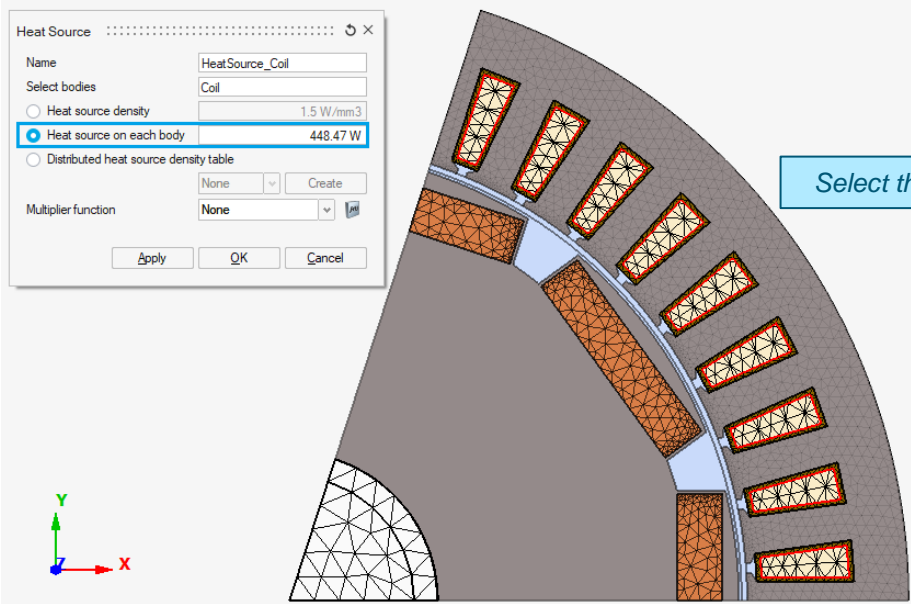 Heat Source
Name
HeatSource_Coil
Select bodies
Coil
Heat source density
1.5 W/mm3
Heat source on each body
448.47 W
Distributed heat source density table
None
Create
Multiplier function
None
Apply
OK
Cancel
Select th
Y
Z
X